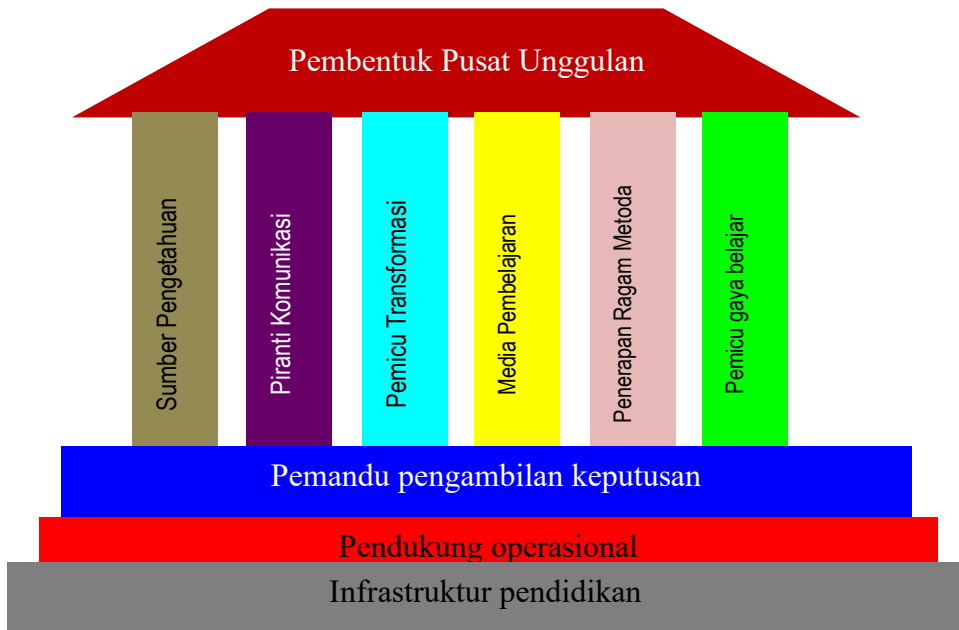 Pembentuk Pusat Unggulan
Sumber Pengetahuan
Piranti Komunikasi
Pemicu Transformasi
Media Pembelajaran
Penerapan Ragam Metoda
Pemicu gaya belajar
Pemandu pengambilan keputusan
Pendukung operasional
Infrastruktur pendidikan